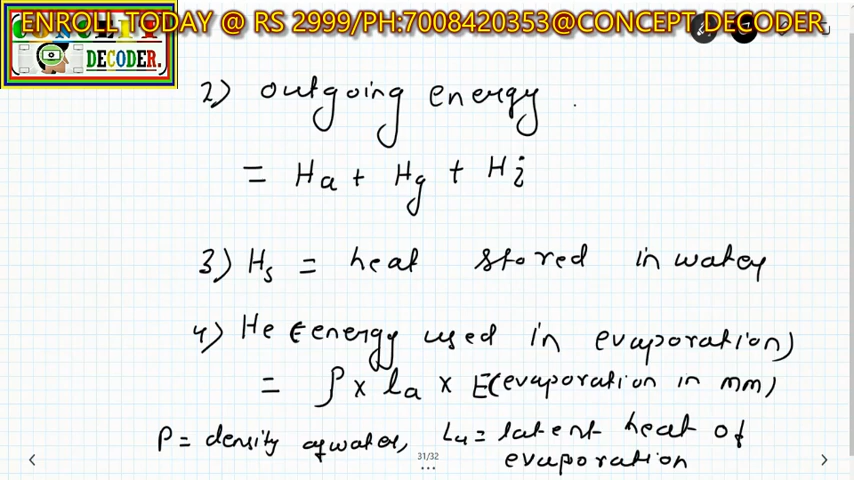 ENROLL TODAY @ RS 2999/PH:7008420353@CONCEPT DECODER.
DECODER.
2) outgoing energy
= Ha + Hg + Hi
3) Hs = heat stored in water
4) He (energy used in evaporation)
= ρ x La x E(evaporation in mm)
P = density of water, La = latent heat of
evaporation
31/32